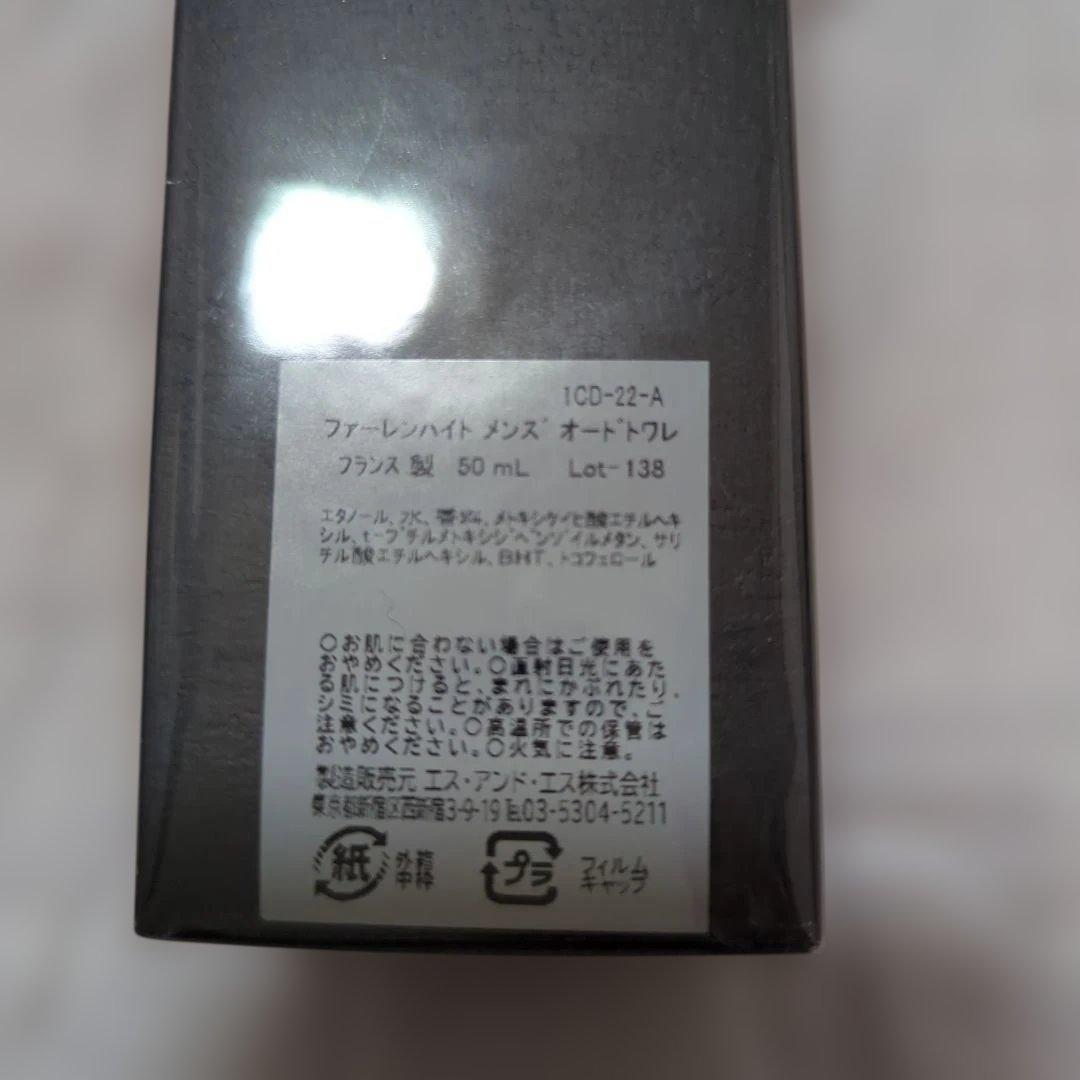 1CD-22-A
ファーレンハイト メンズ オードトワレ
フランス 製 50 mL Lot-138
エタノール、水、香料、メトキシケイヒ酸エチルヘキ
シル、t-ブチルメトキシジベンゾイルメタン、サリ
チル酸エチルヘキシル、BHT、トコフェロール
○お肌に合わない場合はご使用を
おやめください。○直射日光にあた
る肌につけると、まれにかぶれたり、
シミになることがありますので、ご
注意ください。○高温所での保管は
おやめください。○火気に注意。
製造販売元 エス・アンド・エス株式会社
東京都新宿区西新宿3-9-19℡03-5304-5211
紙 外箱 プラ フィルム
中枠 キャップ